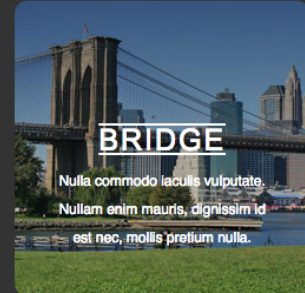 BRIDGE
Nulla commodo iaculis vulputate.
Nullam enim mauris, dignissim id
est nec, mollis pretium nulla.